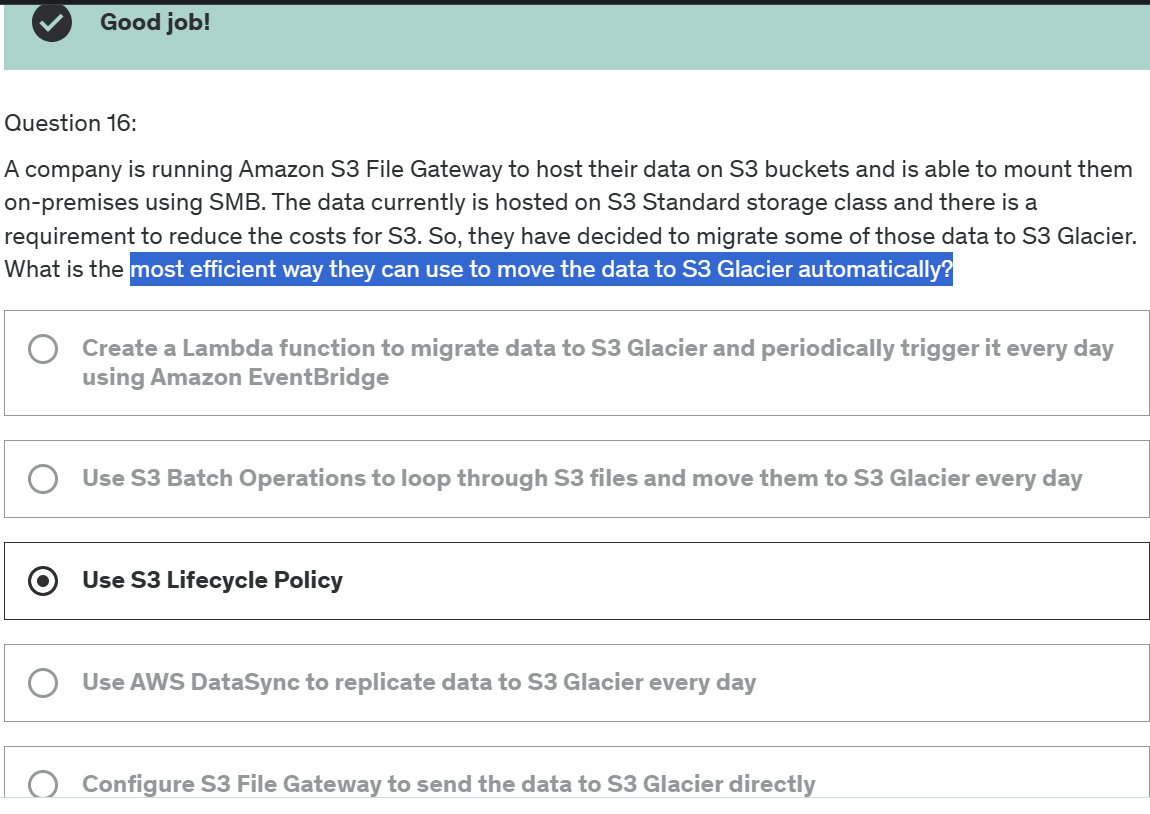 Good job!
Question 16:
A company is running Amazon S3 File Gateway to host their data on S3 buckets and is able to mount them
on-premises using SMB. The data currently is hosted on S3 Standard storage class and there is a
requirement to reduce the costs for S3. So, they have decided to migrate some of those data to S3 Glacier.
What is the most efficient way they can use to move the data to S3 Glacier automatically?
Create a Lambda function to migrate data to S3 Glacier and periodically trigger it every day
using Amazon EventBridge
Use S3 Batch Operations to loop through S3 files and move them to S3 Glacier every day
Use S3 Lifecycle Policy
Use AWS DataSync to replicate data to S3 Glacier every day
Configure S3 File Gateway to send the data to S3 Glacier directly